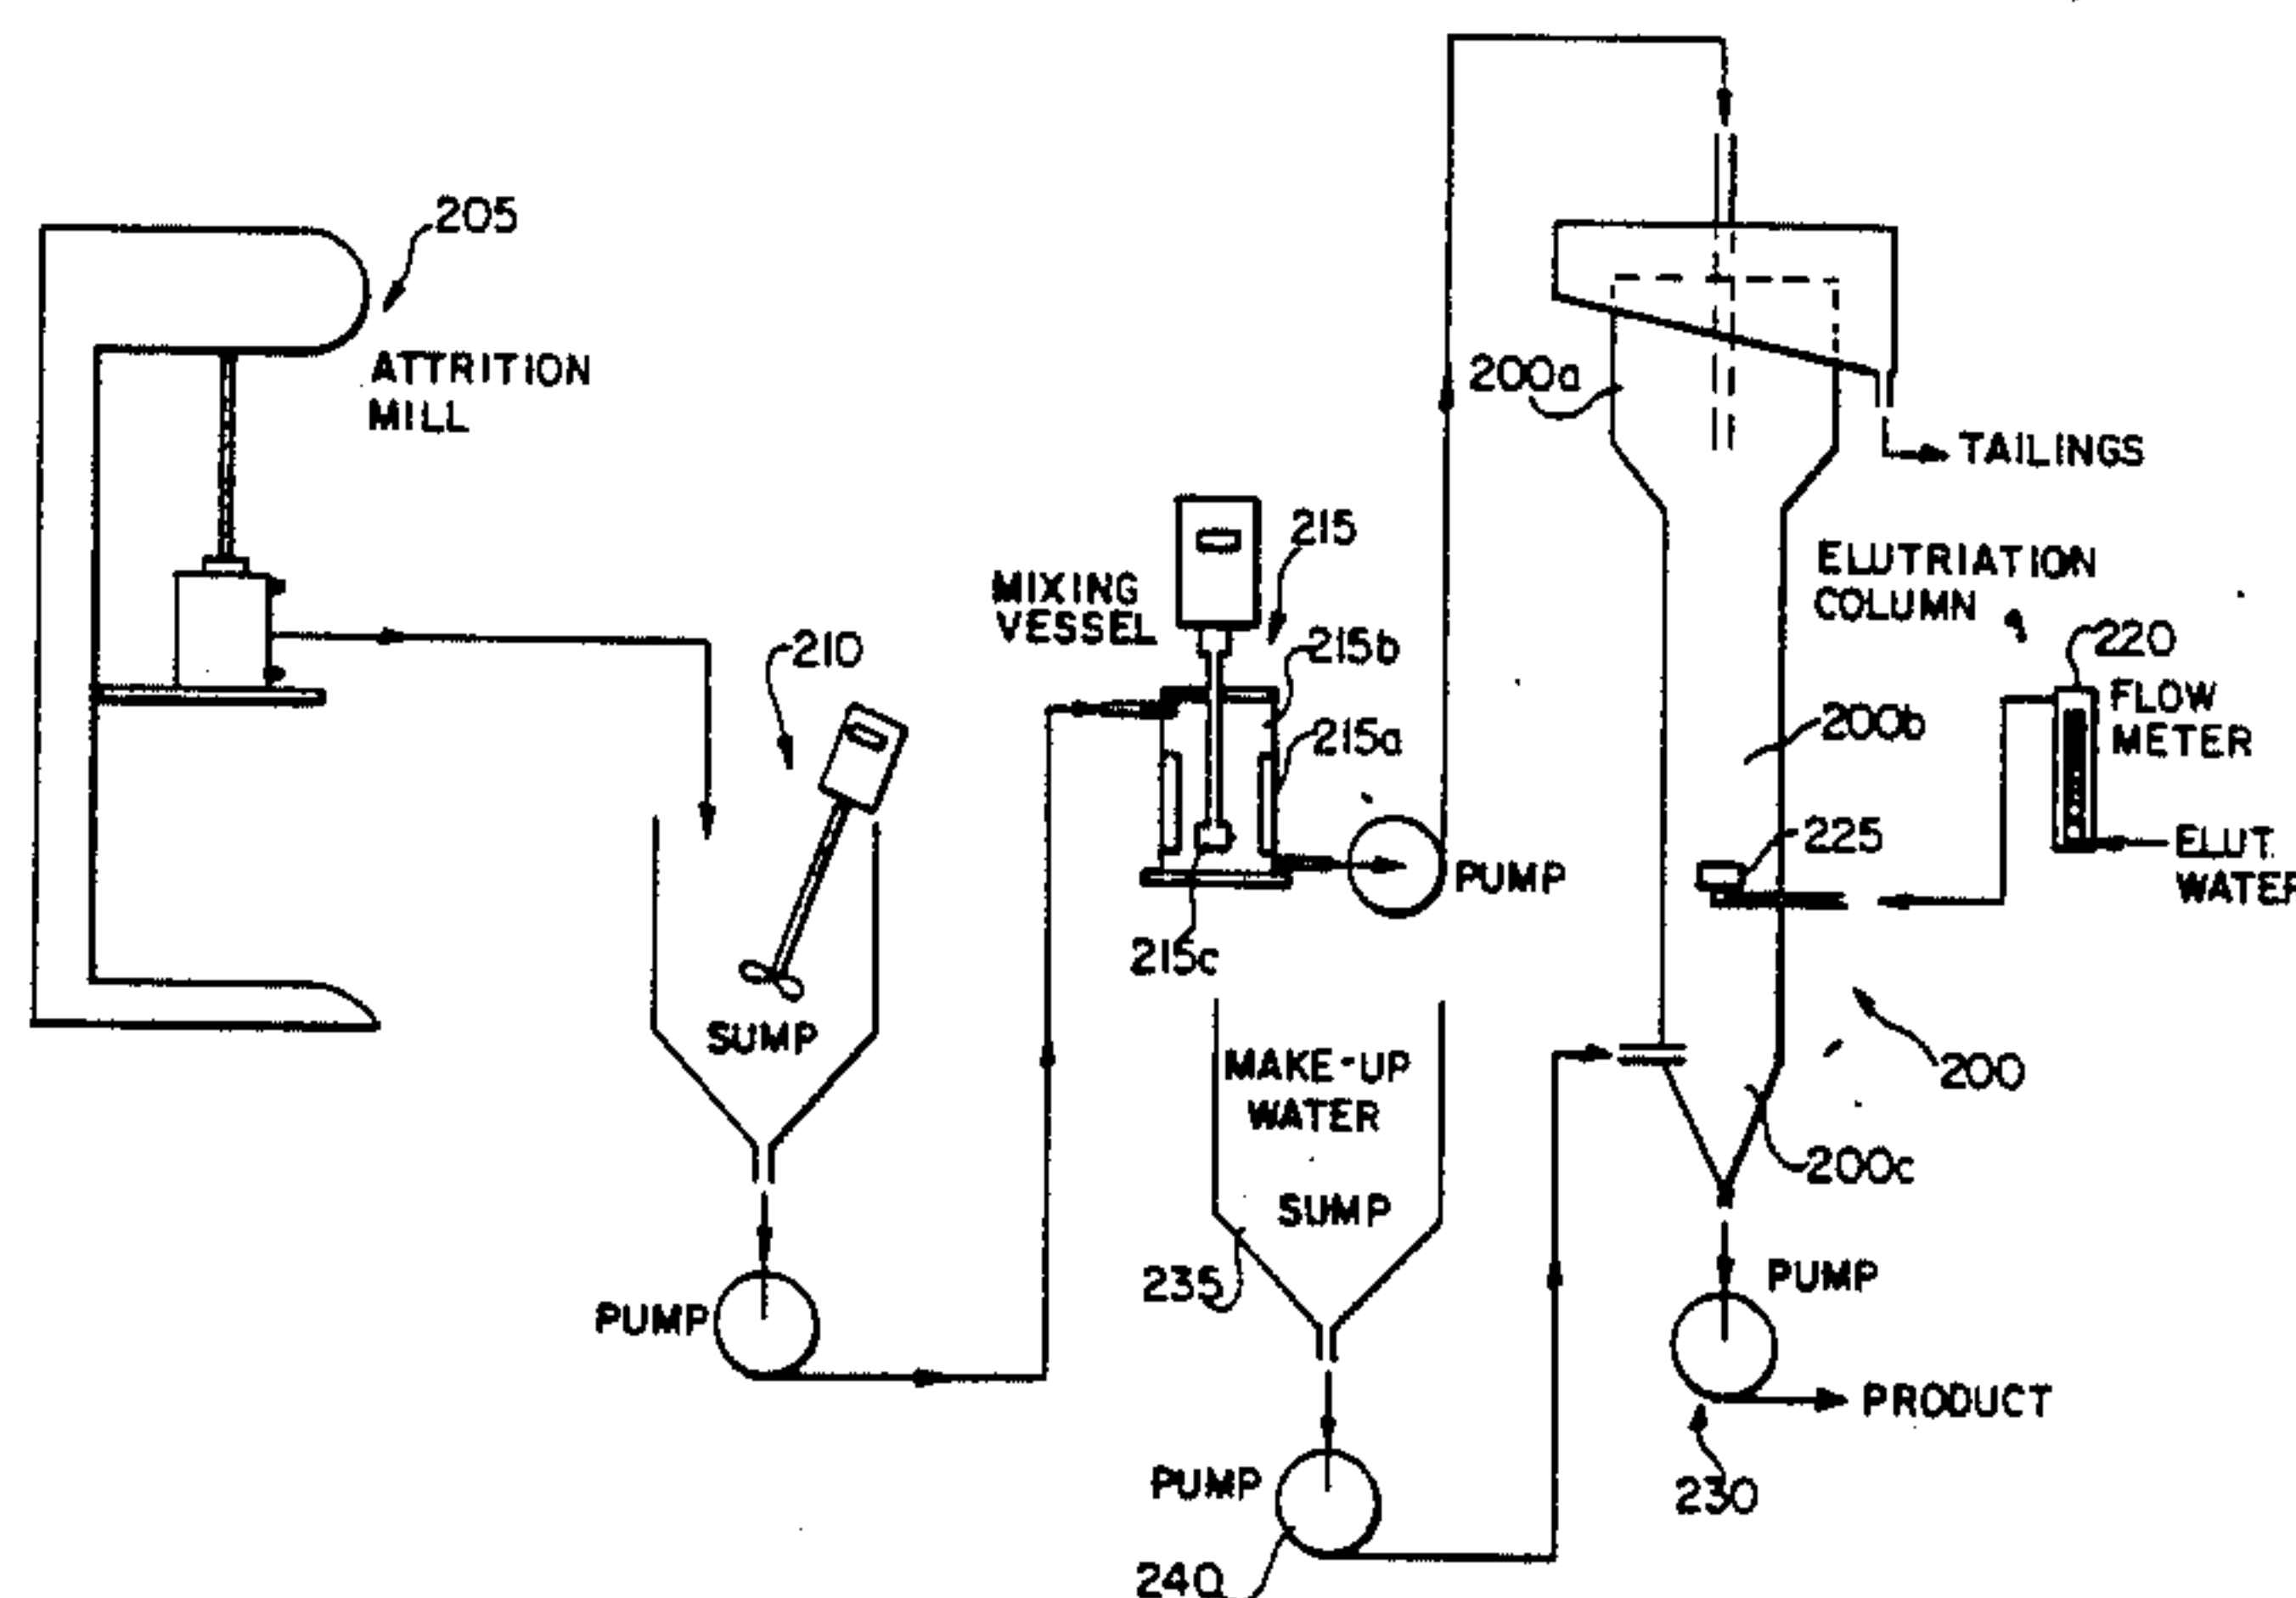 205
ATTRITION
MILL
210
SUMP
PUMP
MIXING
VESSEL
215
215b
215a
215c
PUMP
MAKE-UP
WATER
SUMP
235
PUMP
240
200a
TAILINGS
ELUTRIATION
COLUMN
220
FLOW
METER
200b
225
ELUT.
WATER
200
200c
PUMP
PRODUCT
230